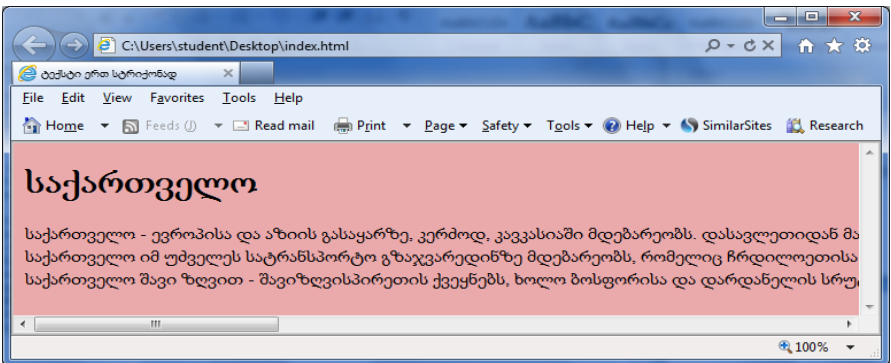 C:\Users\student\Desktop\index.html
ტექსტი ერთ სტრიქონად
File Edit View Favorites Tools Help
Home Feeds (J) Read mail Print Page Safety Tools Help SimilarSites Research
საქართველო
საქართველო - ევროპისა და აზიის გასაყარზე, კერძოდ, კავკასიაში მდებარეობს. დასავლეთიდან
საქართველო იმ უძველეს სატრანსპორტო გზაჯვარედინზე მდებარეობს, რომელიც ჩრდილოეთისა
საქართველო შავი ზღვით - შავიზღვისპირეთის ქვეყნებს, ხოლო ბოსფორისა და დარდანელის
100%